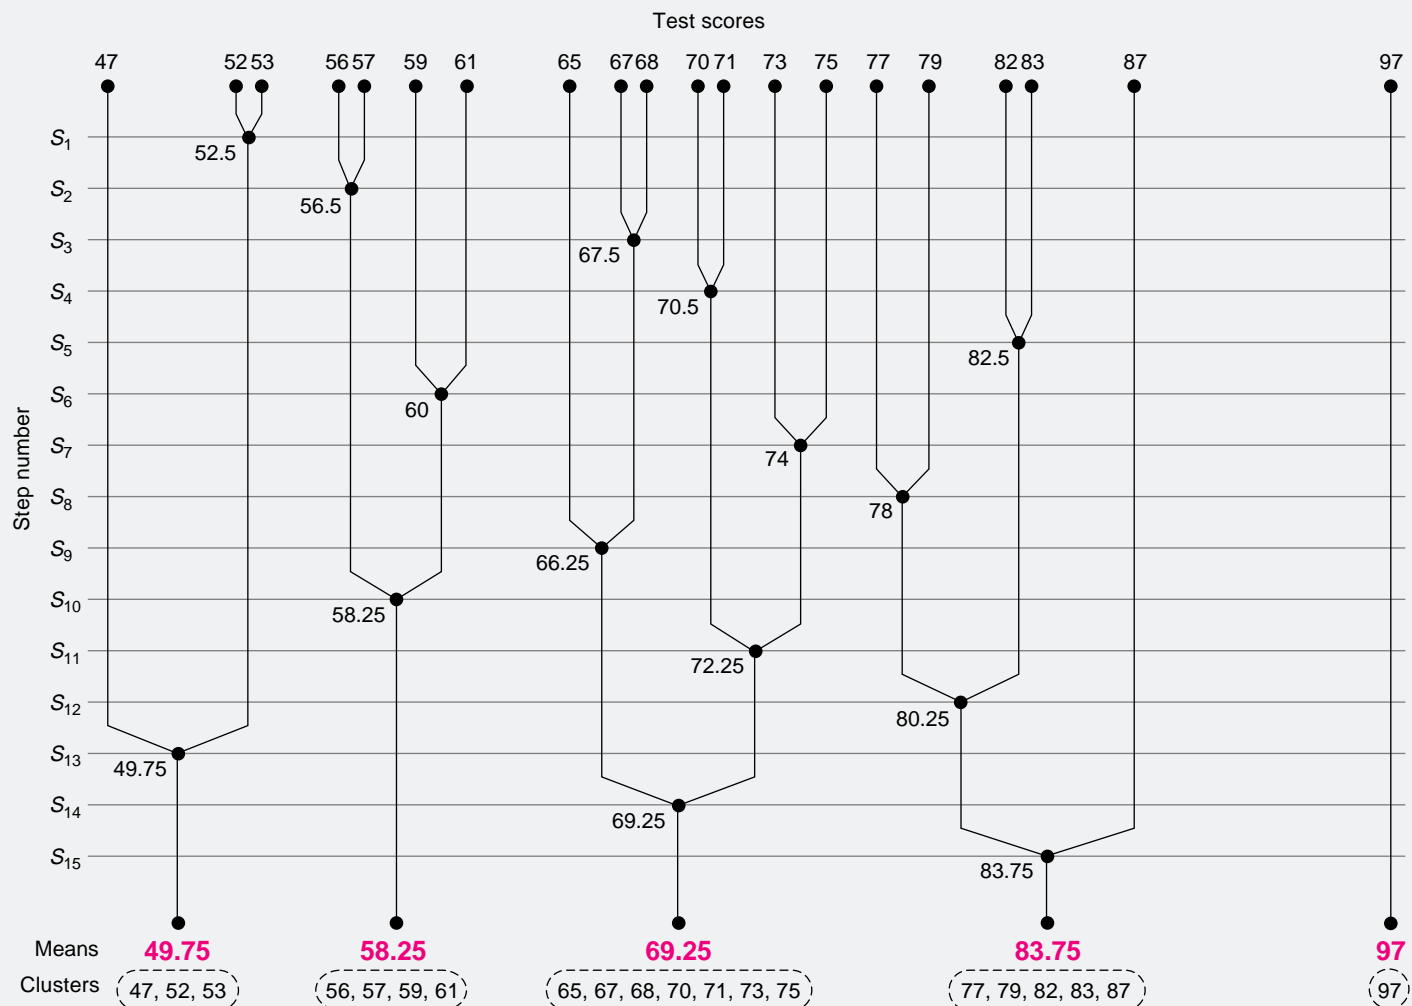 Test scores
47 52 53 56 57 59 61 65 67 68 70 71 73 75 77 79 82 83 87 97
Step number
S1
52.5
S2
56.5
S3
67.5
S4
70.5
S5
82.5
S6
60
S7
74
S8
78
S9
66.25
S10
58.25
S11
72.25
S12
80.25
S13
49.75
S14
69.25
S15
83.75
Means 49.75 58.25 69.25 83.75 97
Clusters 47, 52, 53 56, 57, 59, 61 65, 67, 68, 70, 71, 73, 75 77, 79, 82, 83, 87 97